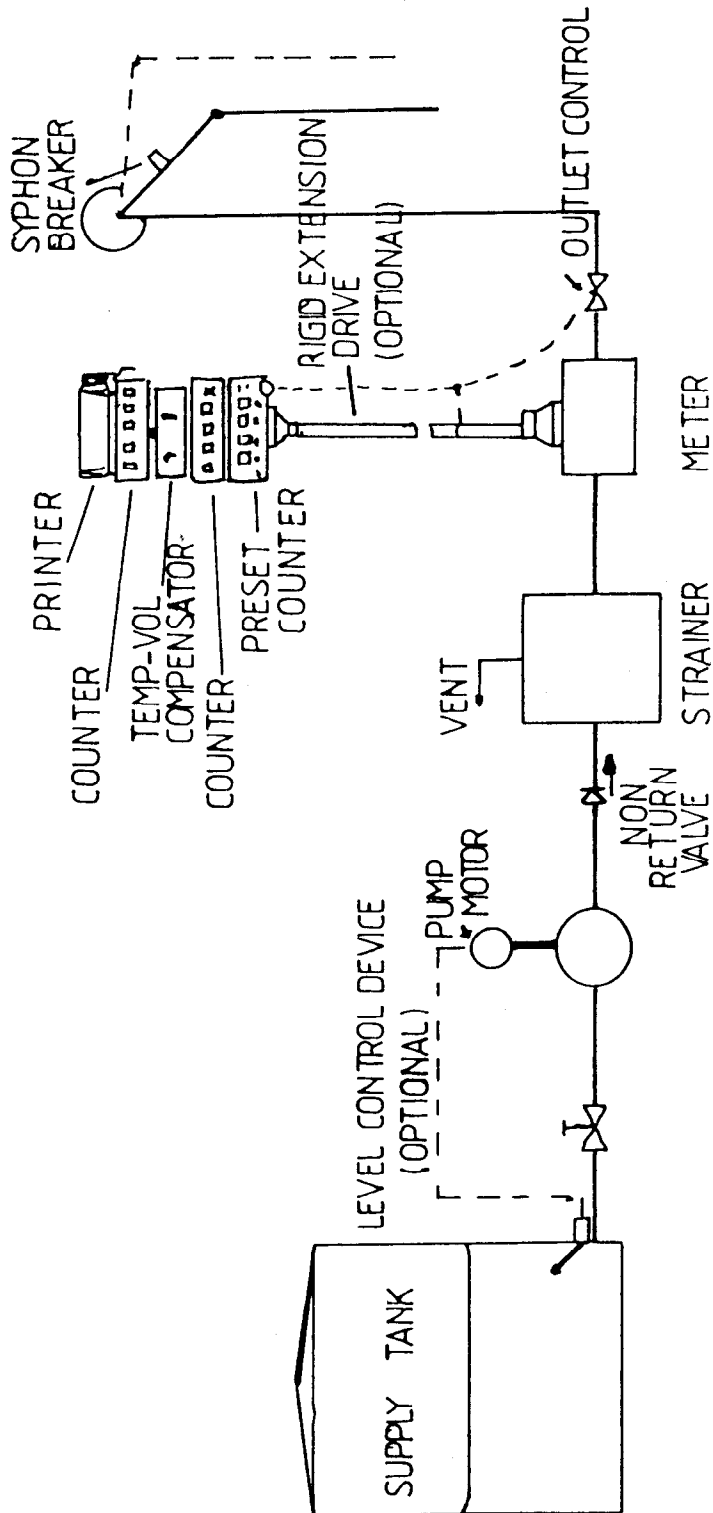 SUPPLY TANK
LEVEL CONTROL DEVICE
(OPTIONAL)
PUMP
MOTOR
NON
RETURN
VALVE
VENT
STRAINER
METER
PRINTER
COUNTER
TEMP-VOL
COMPENSATOR
COUNTER
PRESET
COUNTER
RIGID EXTENSION
DRIVE
(OPTIONAL)
SYPHON
BREAKER
OUTLET CONTROL